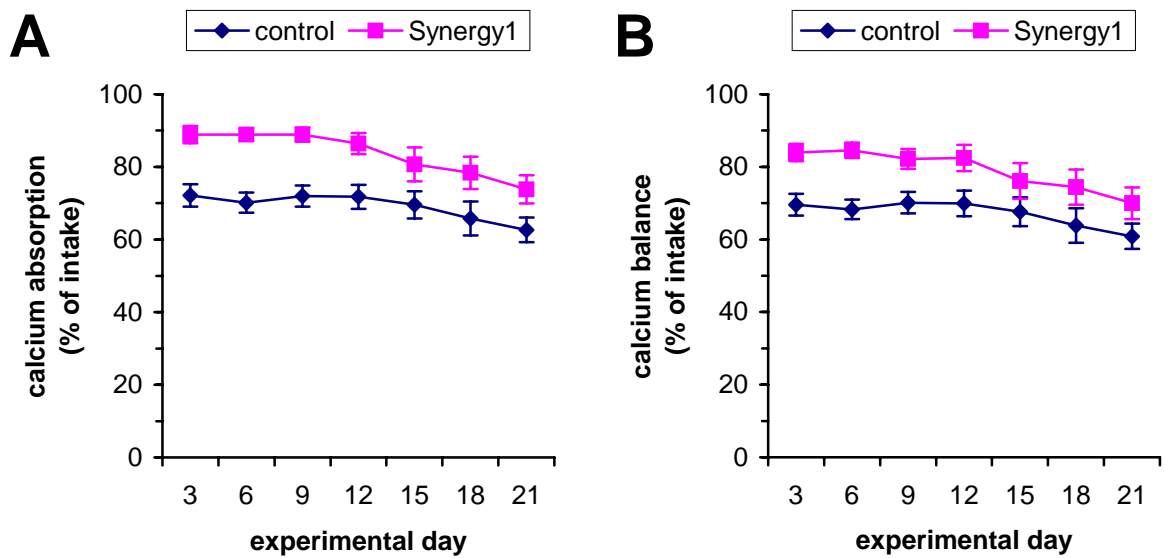 A
control Synergy1
calcium absorption
(% of intake)
100
80
60
40
20
0
3 6 9 12 15 18 21
experimental day
B
control Synergy1
calcium balance
(% of intake)
100
80
60
40
20
0
3 6 9 12 15 18 21
experimental day